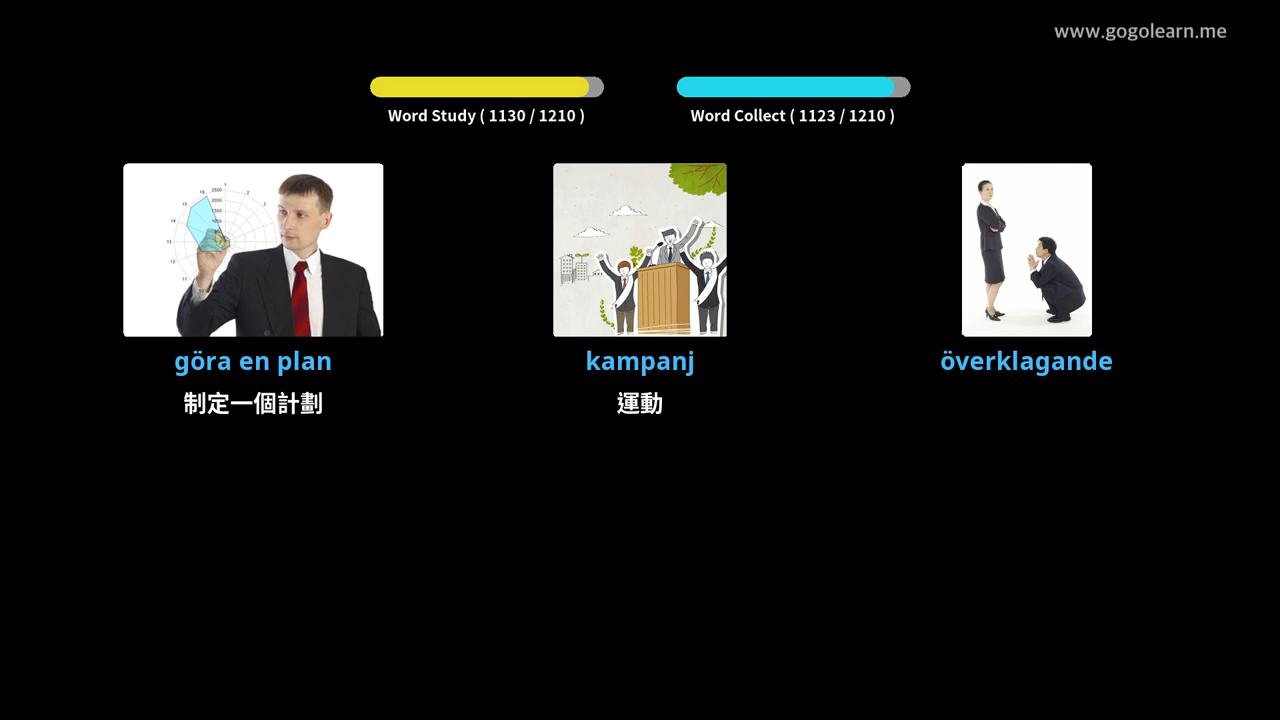 www.gogolearn.me
Word Study ( 1130 / 1210 )
Word Collect ( 1123 / 1210 )
göra en plan
kampanj
överklagande
制定一個計劃
運動